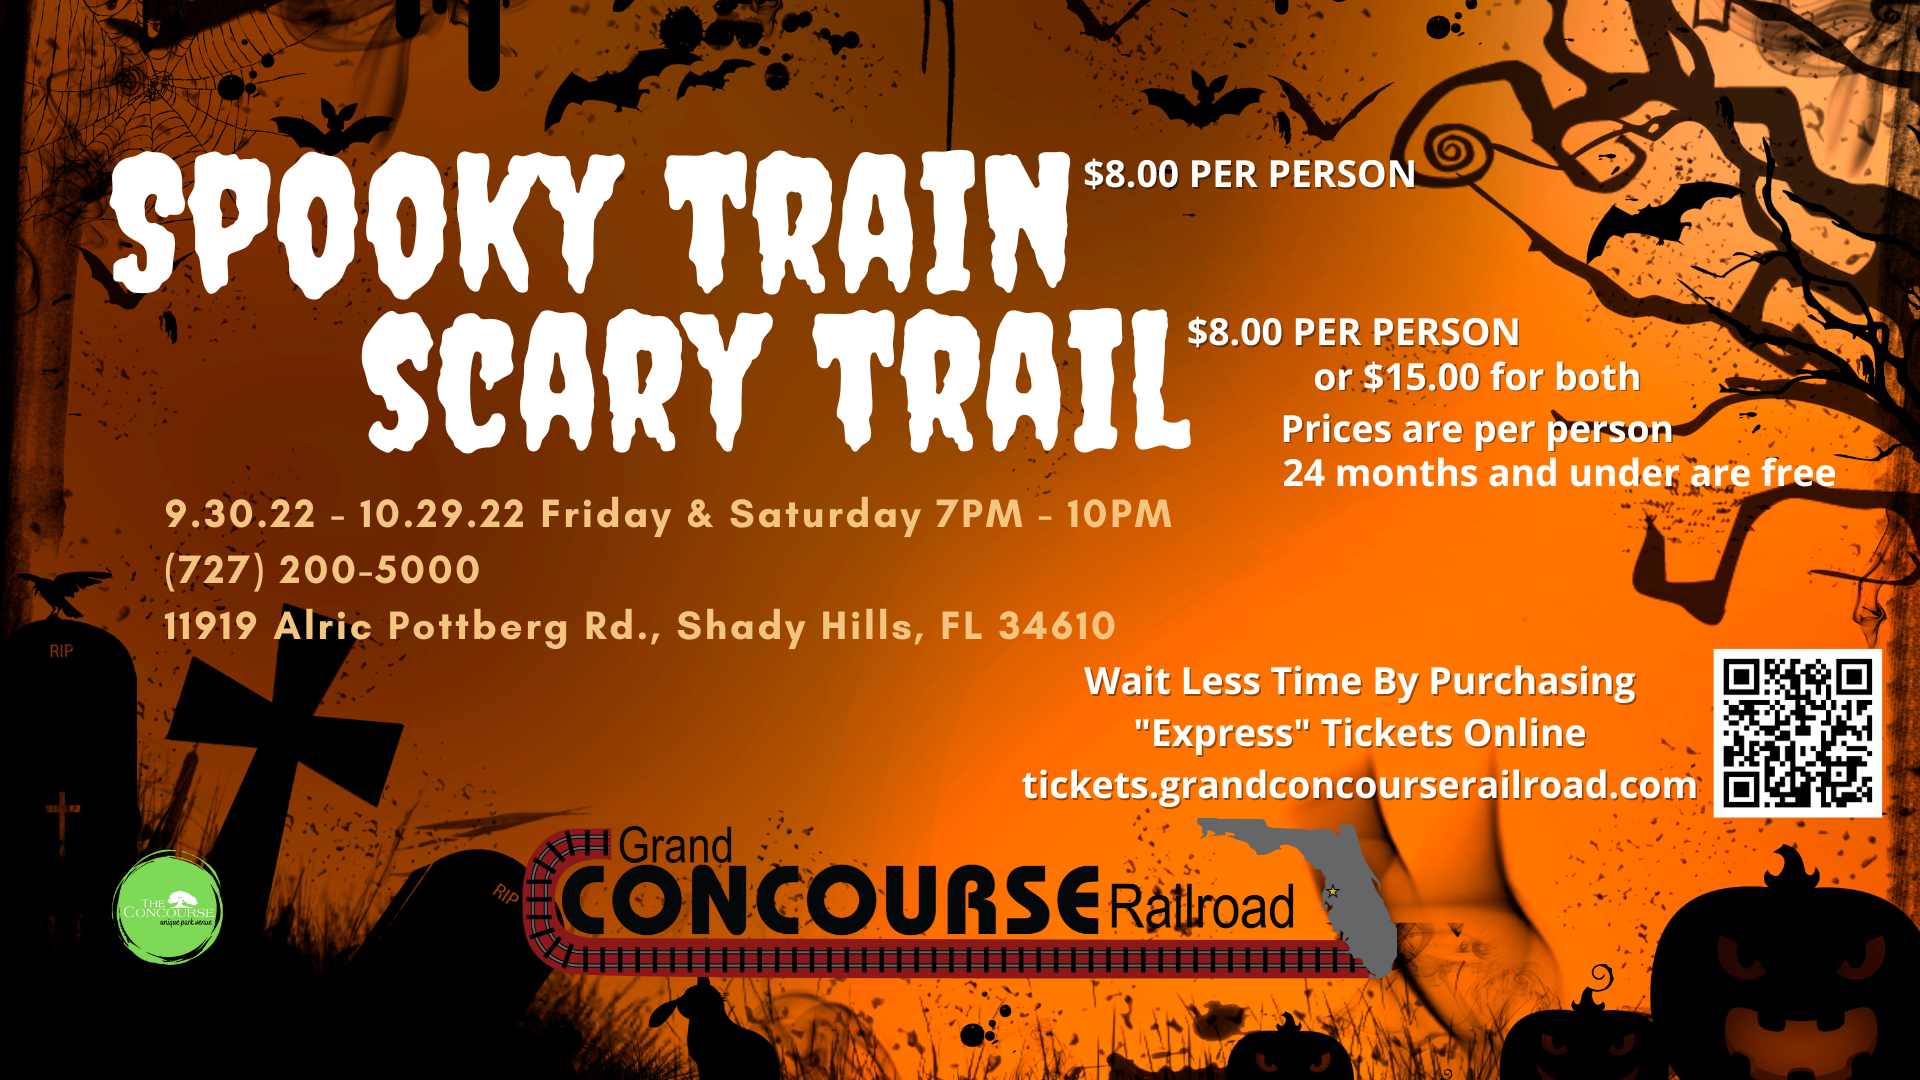 SPOOKY TRAIN $8.00 PER PERSON
SCARY TRAIL $8.00 PER PERSON
or $15.00 for both
Prices are per person
24 months and under are free
9.30.22 - 10.29.22 Friday & Saturday 7PM - 10PM
(727) 200-5000
11919 Alric Pottberg Rd., Shady Hills, FL 34610
RIP
Wait Less Time By Purchasing
"Express" Tickets Online
tickets.grandconcourserailroad.com
Grand
CONCOURSE Railroad
RIP
THE
CONCOURSE
unique park venue